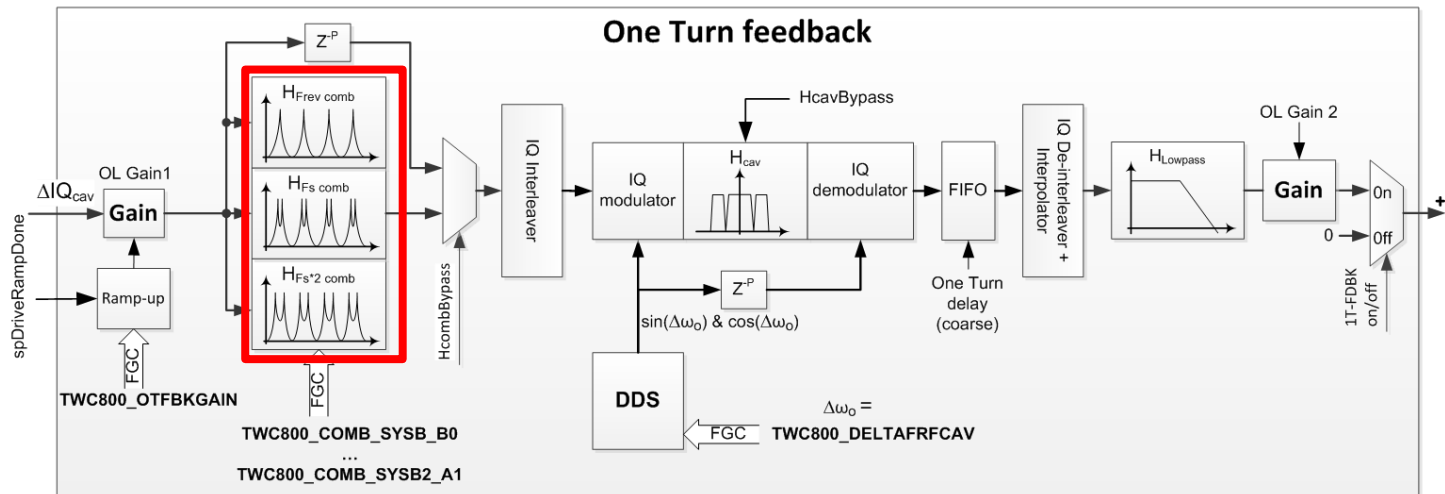 One Turn feedback
Z-P
HFrev comb
HFs comb
HFs*2 comb
OL Gain1
ΔIQcav
Gain
Ramp-up
spDriveRampDone
FGC
TWC800_OTFBKGAIN
FGC
TWC800_COMB_SYSB_B0
...
TWC800_COMB_SYSB2_A1
HcombBypass
IQ Interleaver
HcavBypass
IQ
modulator
Hcav
IQ
demodulator
Z-P
sin(Δωo) & cos(Δωo)
DDS
FGC
Δωo =
TWC800_DELTAFRFCAV
FIFO
One Turn
delay
(coarse)
IQ De-interleaver +
Interpolator
HLowpass
OL Gain 2
Gain
0n
0
0ff
1T-FDBK
on/off
+